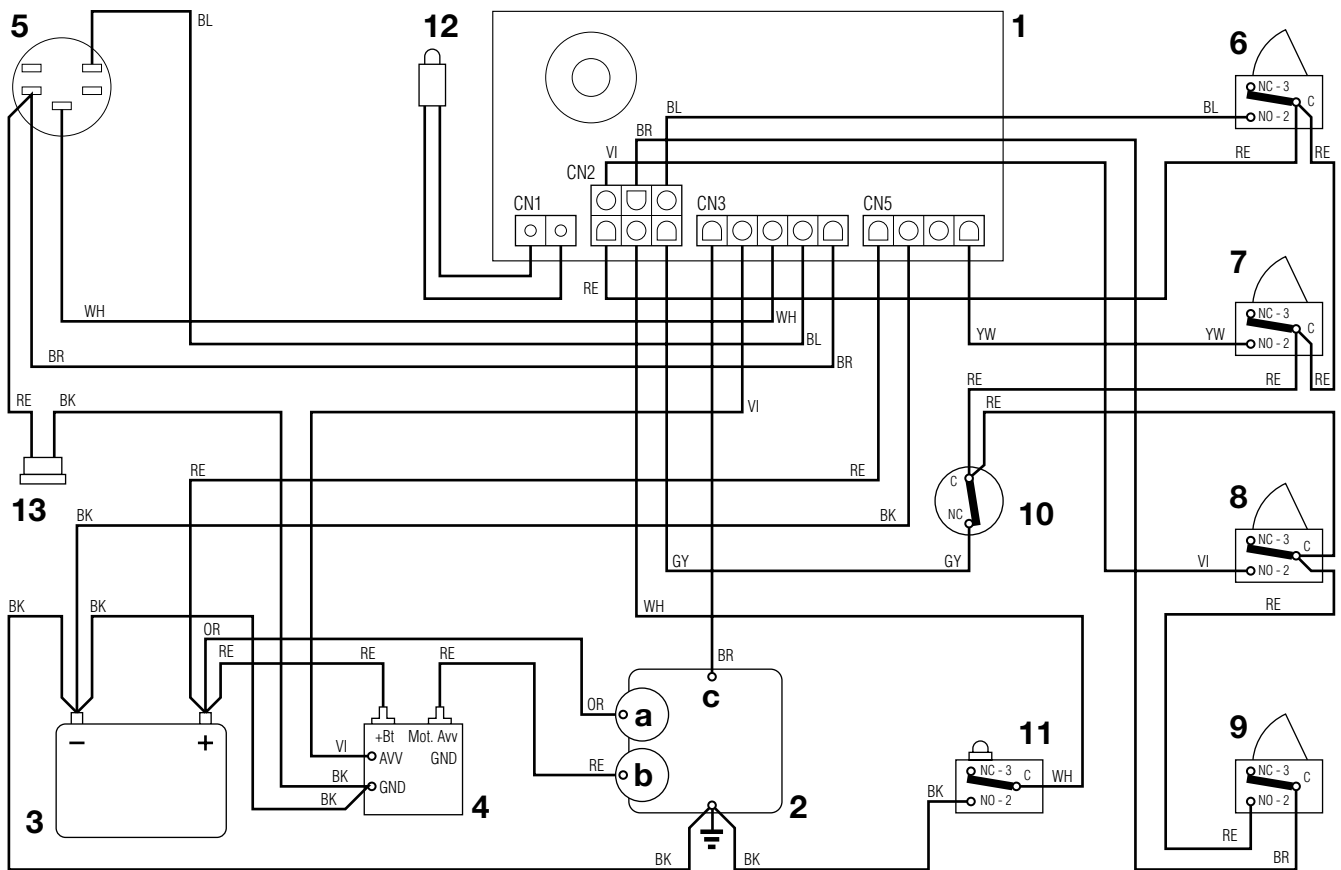 5
BL
12
1
6
NC - 3
C
BL
BL
NO - 2
BR
VI
RE
RE
CN2
CN1
CN3
CN5
7
RE
NC - 3
C
WH
WH
YW
YW
NO - 2
BL
BR
BR
RE
RE
RE
RE
BK
VI
RE
RE
RE
C
8
13
10
NC - 3
C
BK
BK
NC
GY
GY
VI
NO - 2
BK
BK
WH
RE
OR
RE
RE
RE
BR
c
OR
a
9
+Bt
Mot. Avv
11
−
+
VI
AVV
GND
NC - 3
C
WH
NC - 3
C
RE
b
BK
GND
BK
NO - 2
NO - 2
BK
3
4
2
RE
BK
BK
BR